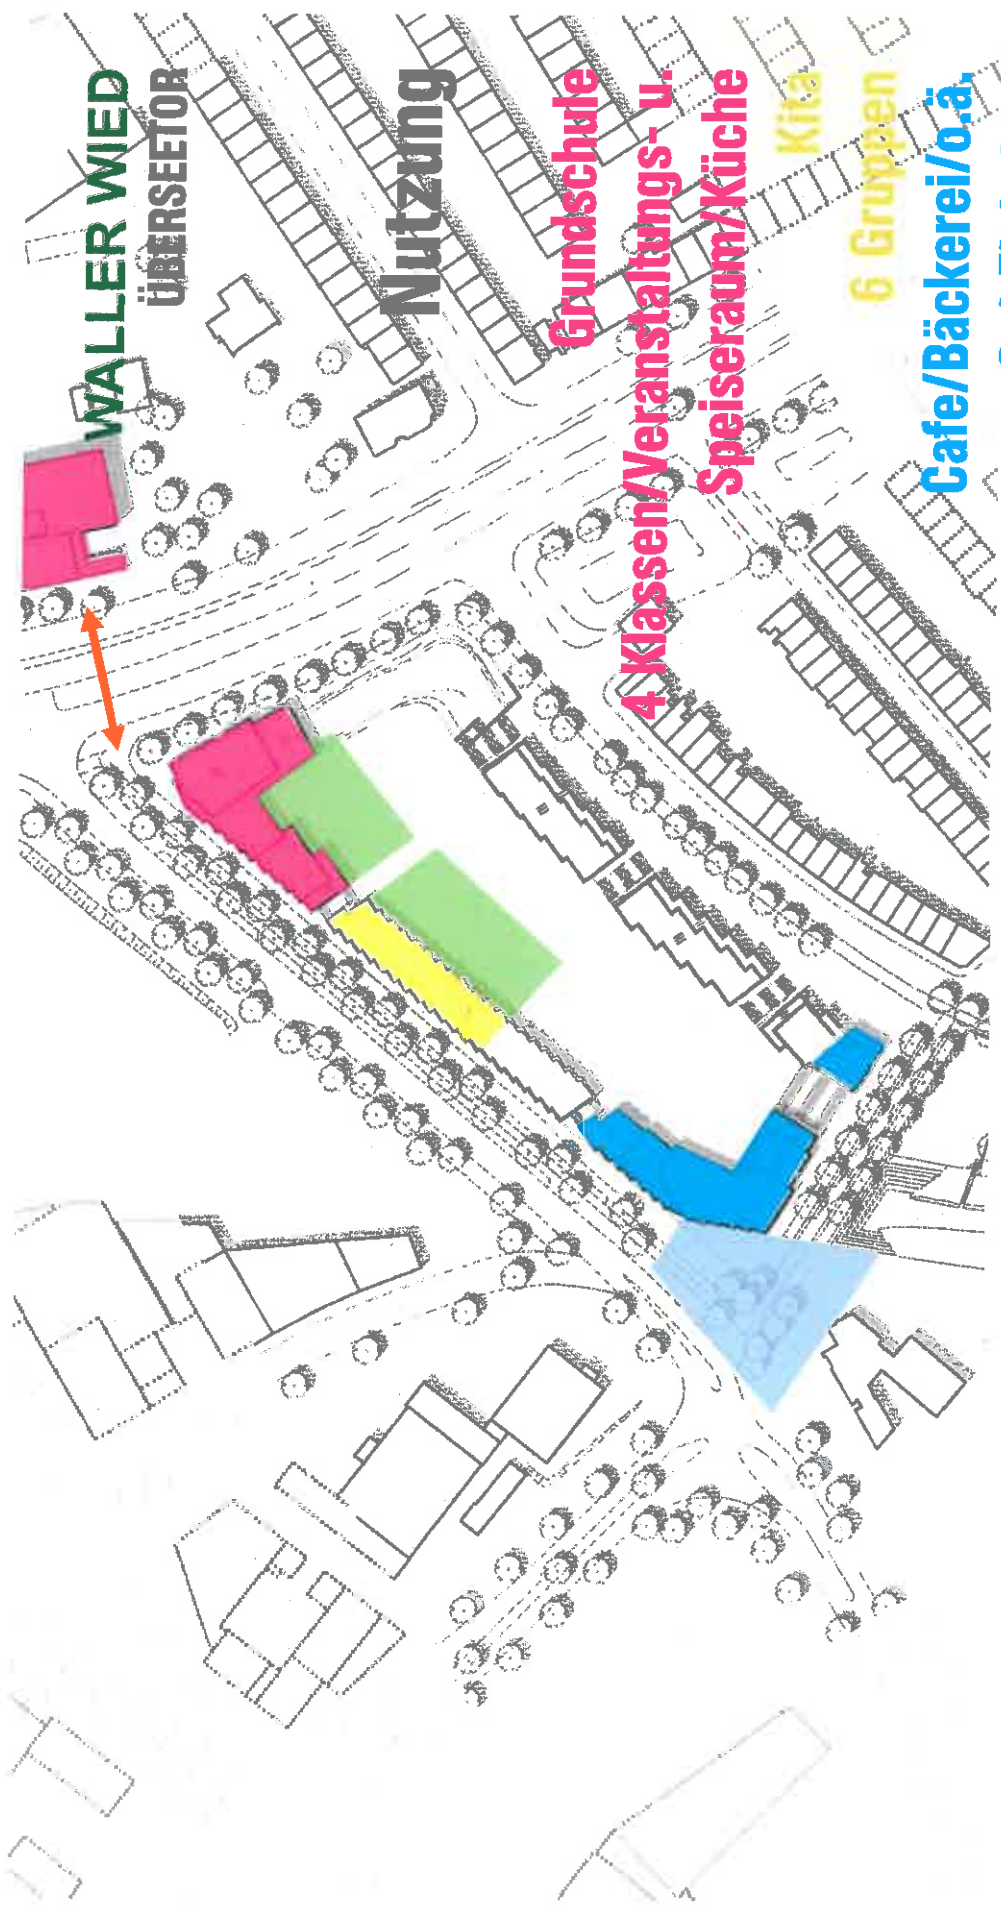 WALLER WIED
ÜBERSEETOR
Nutzung
Grundschule
4 Klassen/Veranstaltungs- u.
Speiseraum/Küche
Kita
6 Gruppen
Cafe/Bäckerei/o.ä.